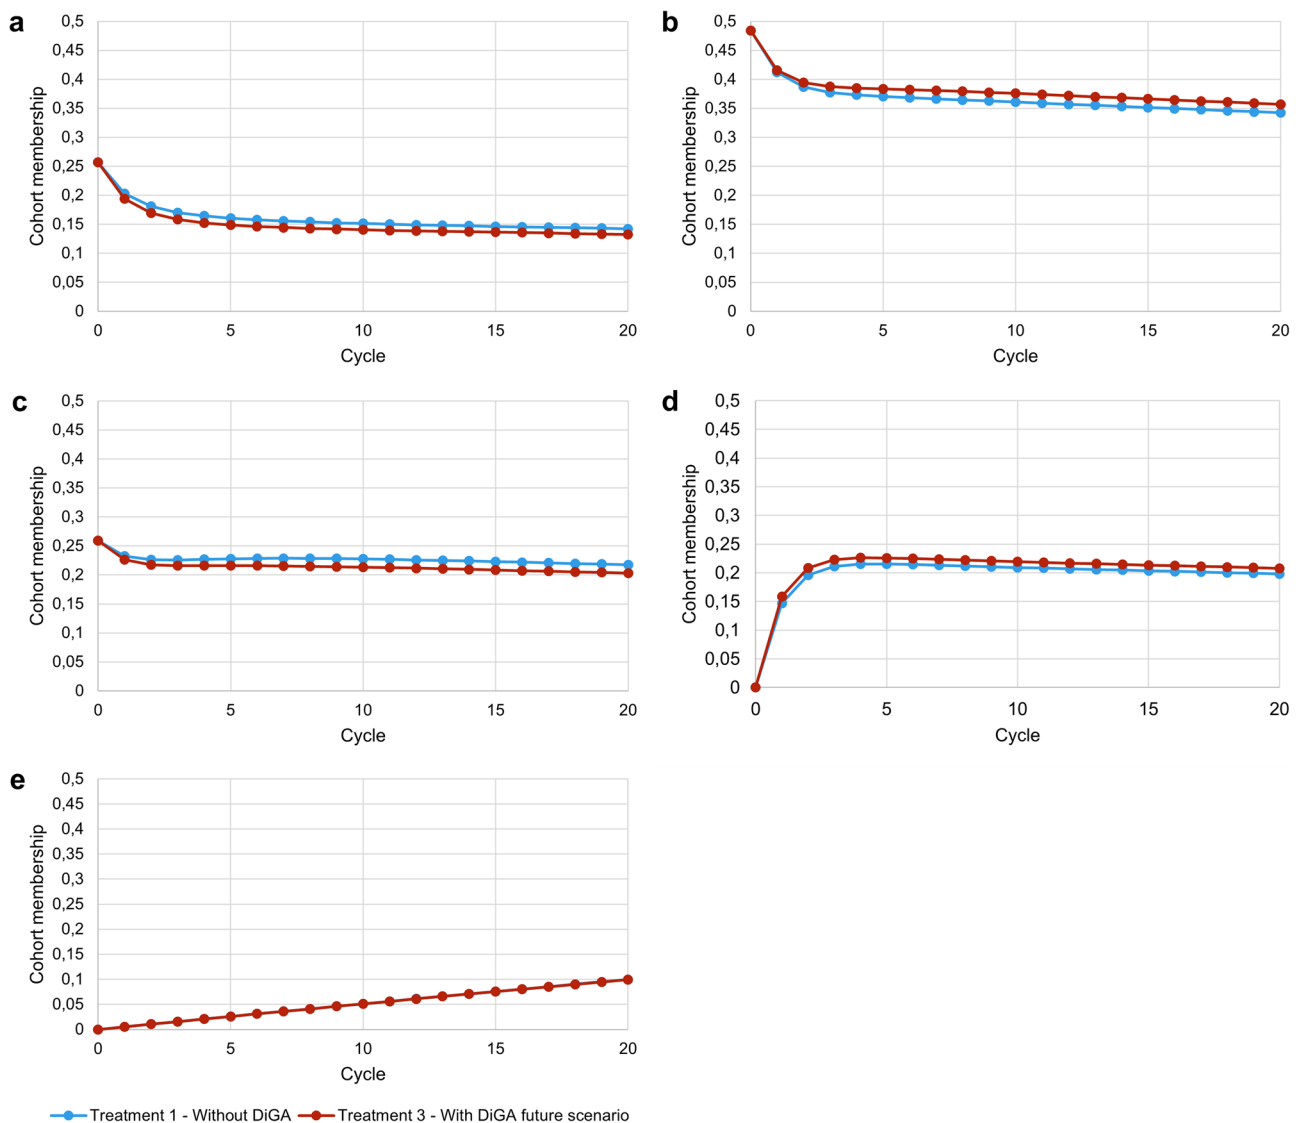 a
0,5
0,45
0,4
0,35
0,3
0,25
0,2
0,15
0,1
0,05
0
Cohort membership
0 5 10 15 20
Cycle
b
0,5
0,45
0,4
0,35
0,3
0,25
0,2
0,15
0,1
0,05
0
Cohort membership
0 5 10 15 20
Cycle
c
0,5
0,45
0,4
0,35
0,3
0,25
0,2
0,15
0,1
0,05
0
Cohort membership
0 5 10 15 20
Cycle
d
0,5
0,45
0,4
0,35
0,3
0,25
0,2
0,15
0,1
0,05
0
Cohort membership
0 5 10 15 20
Cycle
e
0,5
0,45
0,4
0,35
0,3
0,25
0,2
0,15
0,1
0,05
0
Cohort membership
0 5 10 15 20
Cycle
Treatment 1 - Without DiGA Treatment 3 - With DiGA future scenario